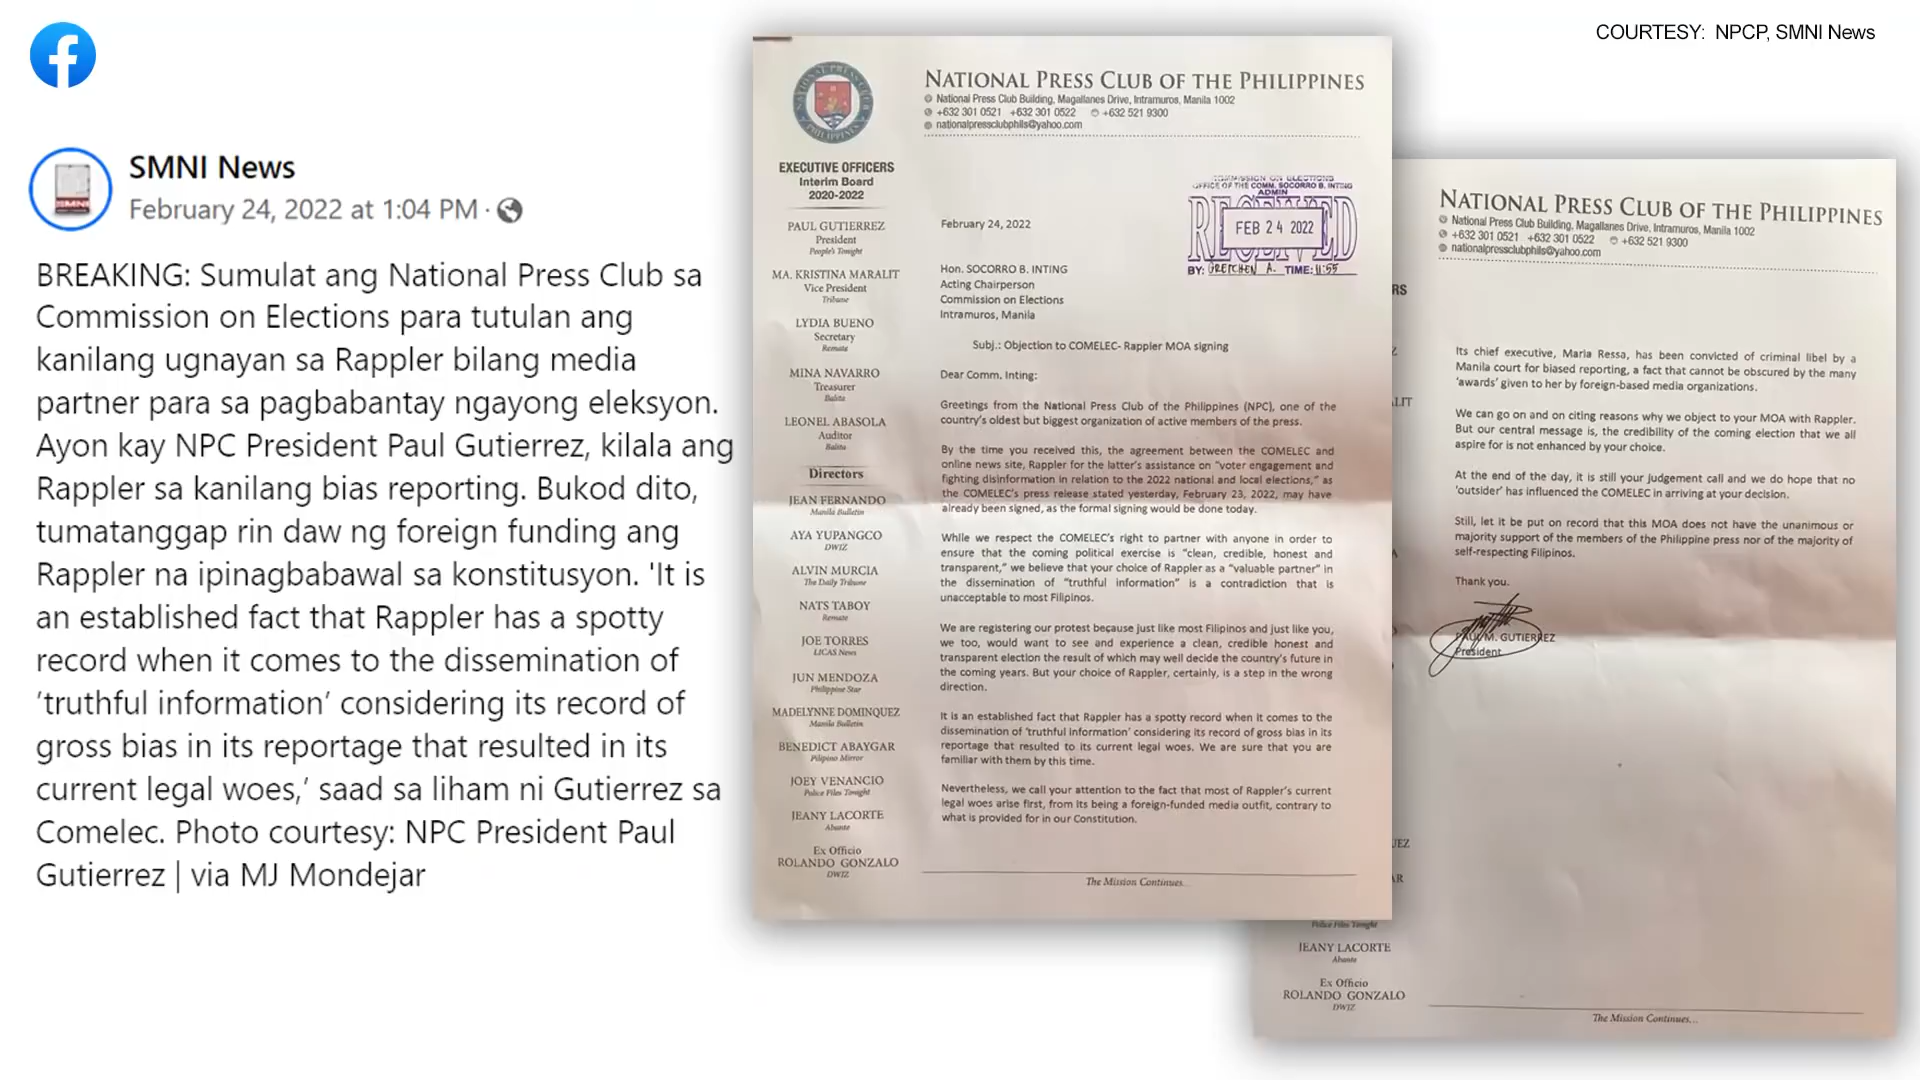 COURTESY: NPCP, SMNI News
SMNI News
February 24, 2022 at 1:04 PM ·
BREAKING: Sumulat ang National Press Club sa
Commission on Elections para tutulan ang
kanilang ugnayan sa Rappler bilang media
partner para sa pagbabantay ngayong eleksyon.
Ayon kay NPC President Paul Gutierrez, kilala ang
Rappler sa kanilang bias reporting. Bukod dito,
tumatanggap rin daw ng foreign funding ang
Rappler na ipinagbabawal sa konstitusyon. 'It is
an established fact that Rappler has a spotty
record when it comes to the dissemination of
‘truthful information’ considering its record of
gross bias in its reportage that resulted in its
current legal woes,’ saad sa liham ni Gutierrez sa
Comelec. Photo courtesy: NPC President Paul
Gutierrez | via MJ Mondejar
NATIONAL PRESS CLUB OF THE PHILIPPINES
National Press Club Building, Magallanes Drive, Intramuros, Manila 1002
+632 301 0521 +632 301 0522 +632 521 9300
nationalpressclubphils@yahoo.com
NATIONAL PRESS CLUB
PHILIPPINES
EXECUTIVE OFFICERS
Interim Board
2020-2022
PAUL GUTIERREZ
President
People's Tonight
MA. KRISTINA MARALIT
Vice President
Tribune
LYDIA BUENO
Secretary
Remate
MINA NAVARRO
Treasurer
Balita
LEONEL ABASOLA
Auditor
Balita
Directors
JEAN FERNANDO
Manila Bulletin
AYA YUPANGCO
DWIZ
ALVIN MURCIA
The Daily Tribune
NATS TABOY
Remate
JOE TORRES
LICAS News
JUN MENDOZA
Philippine Star
MADELYNNE DOMINQUEZ
Manila Bulletin
BENEDICT ABAYGAR
Pilipino Mirror
JOEY VENANCIO
Police Files Tonight
JEANY LACORTE
Abante
Ex Officio
ROLANDO GONZALO
DWIZ
COMMISSION ON ELECTIONS
OFFICE OF THE COMM. SOCORRO B. INTING
ADMIN
RECEIVED
FEB 24 2022
BY: GRETCHEN A. TIME: 11:55
February 24, 2022
Hon. SOCORRO B. INTING
Acting Chairperson
Commission on Elections
Intramuros, Manila
Subj.: Objection to COMELEC- Rappler MOA signing
Dear Comm. Inting:
Greetings from the National Press Club of the Philippines (NPC), one of the
country's oldest but biggest organization of active members of the press.
By the time you received this, the agreement between the COMELEC and
online news site, Rappler for the latter's assistance on “voter engagement and
fighting disinformation in relation to the 2022 national and local elections,” as
the COMELEC's press release stated yesterday, February 23, 2022, may have
already been signed, as the formal signing would be done today.
While we respect the COMELEC's right to partner with anyone in order to
ensure that the coming political exercise is “clean, credible, honest and
transparent,” we believe that your choice of Rappler as a “valuable partner” in
the dissemination of “truthful information” is a contradiction that is
unacceptable to most Filipinos.
We are registering our protest because just like most Filipinos and just like you,
we too, would want to see and experience a clean, credible honest and
transparent election the result of which may well decide the country's future in
the coming years. But your choice of Rappler, certainly, is a step in the wrong
direction.
It is an established fact that Rappler has a spotty record when it comes to the
dissemination of ‘truthful information’ considering its record of gross bias in its
reportage that resulted to its current legal woes. We are sure that you are
familiar with them by this time.
Nevertheless, we call your attention to the fact that most of Rappler's current
legal woes arise first, from its being a foreign-funded media outfit, contrary to
what is provided for in our Constitution.
The Mission Continues...
NATIONAL PRESS CLUB OF THE PHILIPPINES
National Press Club Building, Magallanes Drive, Intramuros, Manila 1002
+632 301 0521 +632 301 0522 +632 521 9300
nationalpressclubphils@yahoo.com
RS
Z
LIT
A
JEZ
AR
Police Files Tonight
JEANY LACORTE
Abante
Ex Officio
ROLANDO GONZALO
DWIZ
Its chief executive, Maria Ressa, has been convicted of criminal libel by a
Manila court for biased reporting, a fact that cannot be obscured by the many
‘awards’ given to her by foreign-based media organizations.
We can go on and on citing reasons why we object to your MOA with Rappler.
But our central message is, the credibility of the coming election that we all
aspire for is not enhanced by your choice.
At the end of the day, it is still your judgement call and we do hope that no
‘outsider’ has influenced the COMELEC in arriving at your decision.
Still, let it be put on record that this MOA does not have the unanimous or
majority support of the members of the Philippine press nor of the majority of
self-respecting Filipinos.
Thank you.
PAUL M. GUTIERREZ
President
The Mission Continues...